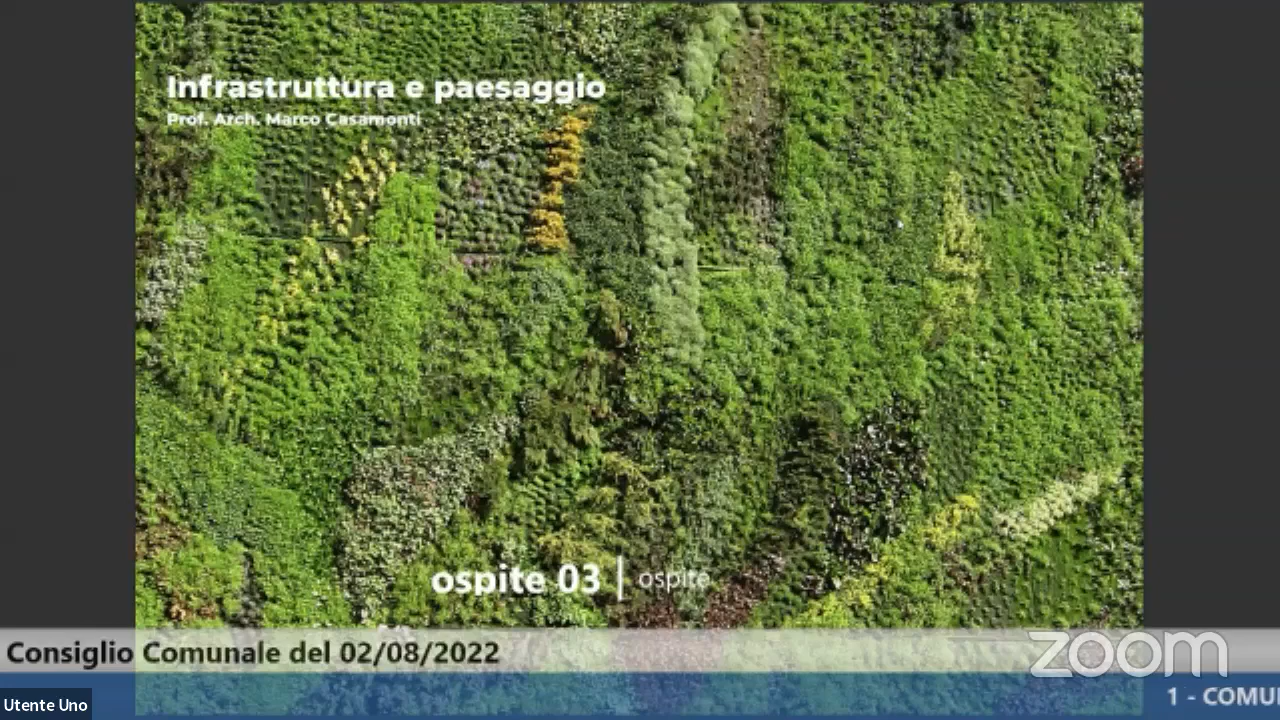 Infrastruttura e paesaggio
Prof. Arch. Marco Casamonti
ospite 03 | ospite
Consiglio Comunale del 02/08/2022
zoom
Utente Uno
1 - COMU